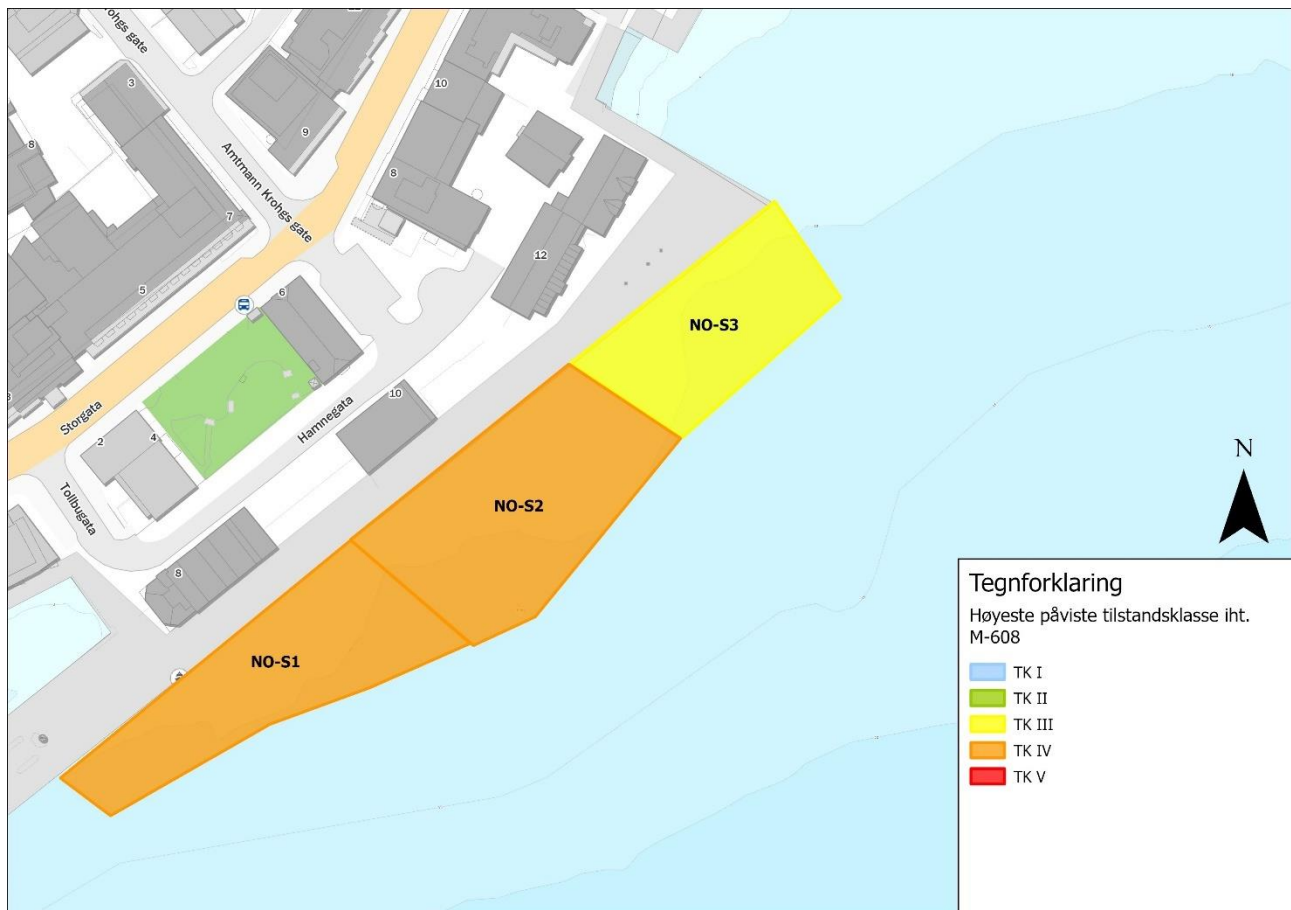 Krohgs gate
3
10
9
8
Amtmann Krohgs gate
8
7
12
5
6
NO-S3
Storgata
10
Hamnegata
2
4
N
NO-S2
Tollbugata
8
NO-S1
Tegnforklaring
Høyeste påviste tilstandsklasse iht.
M-608
TK I
TK II
TK III
TK IV
TK V